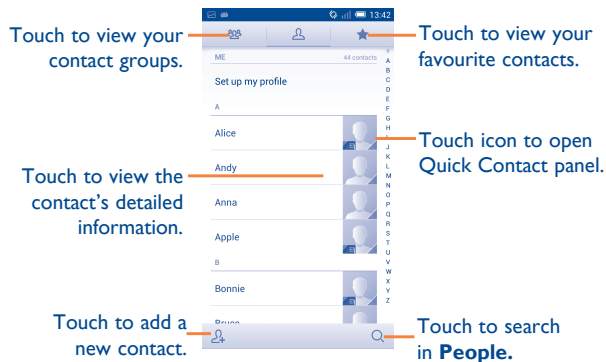 13:42
Touch to view your
contact groups.
Touch to view your
favourite contacts.
ME 44 contacts
Set up my profile
A
Alice
Andy
Anna
Apple
B
Bonnie
Bruce
#
A
B
C
D
E
F
G
H
I
J
K
L
M
N
O
P
Q
R
S
T
U
V
W
X
Y
Z
Touch icon to open
Quick Contact panel.
Touch to view the
contact's detailed
information.
Touch to add a
new contact.
Touch to search
in People.